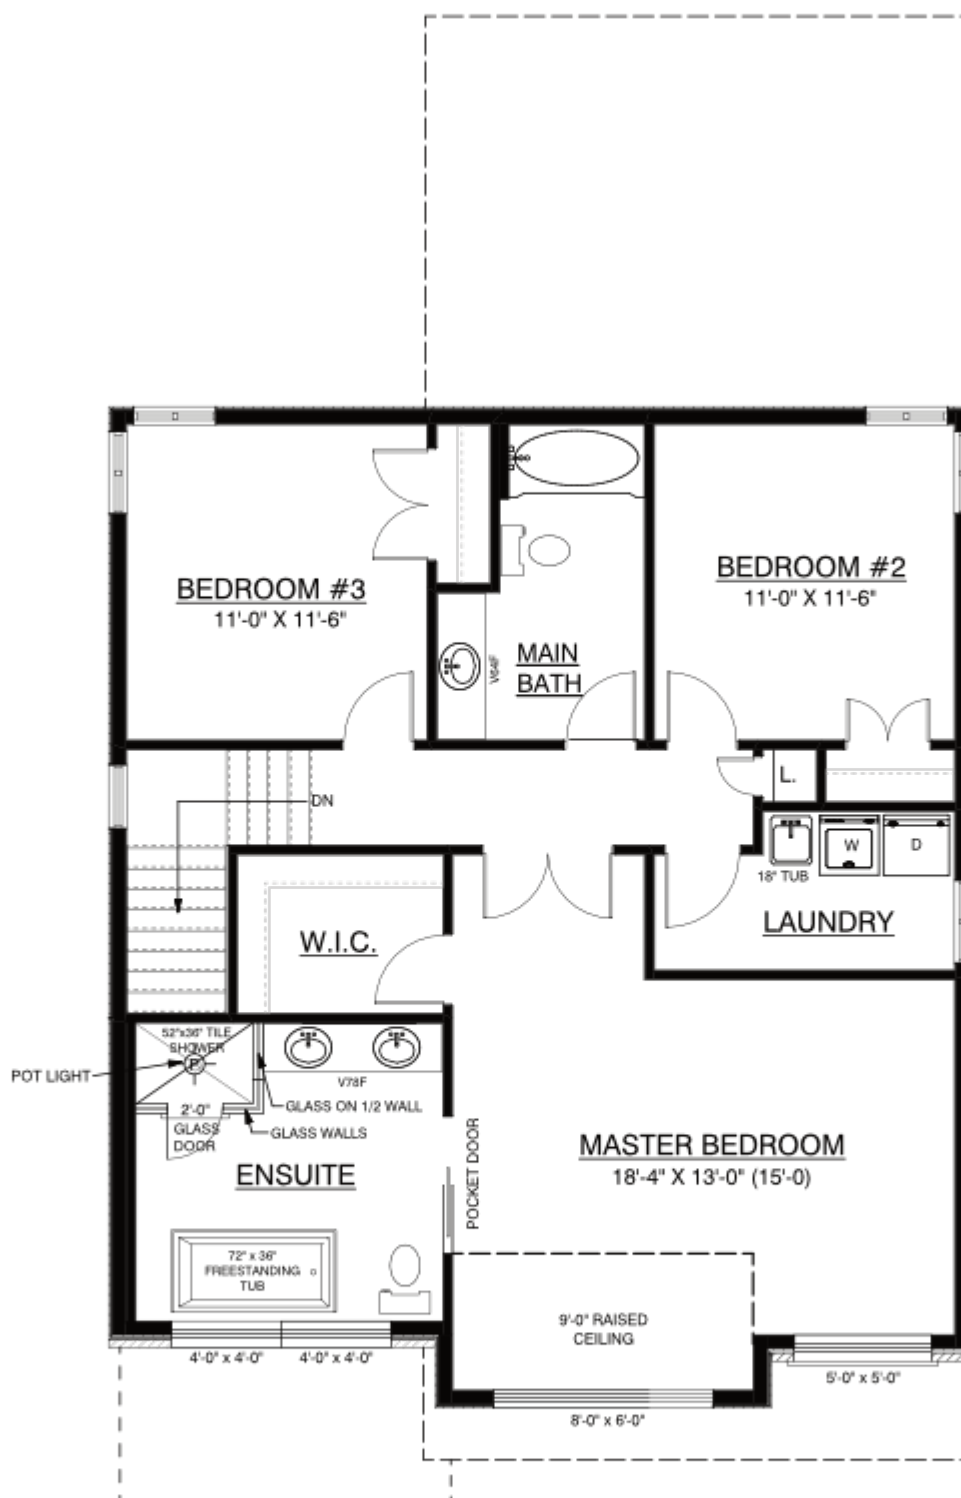 BEDROOM #3
11'-0" X 11'-6"
MAIN
BATH
V64F
BEDROOM #2
11'-0" X 11'-6"
DN
L.
W
D
18" TUB
LAUNDRY
W.I.C.
52"x36" TILE
SHOWER
P
POT LIGHT
2'-0"
GLASS
DOOR
V78F
GLASS ON 1/2 WALL
GLASS WALLS
ENSUITE
POCKET DOOR
MASTER BEDROOM
18'-4" X 13'-0" (15'-0)
72" x 36"
FREESTANDING
TUB
9'-0" RAISED
CEILING
4'-0" x 4'-0"
4'-0" x 4'-0"
5'-0" x 5'-0"
8'-0" x 6'-0"